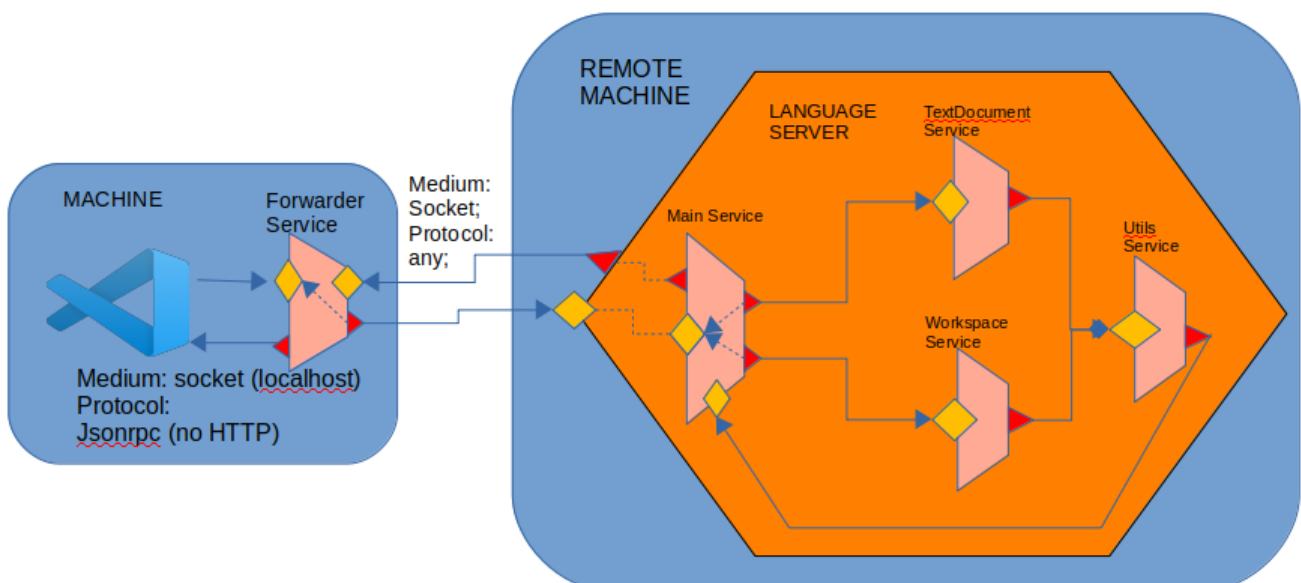 MACHINE
Forwarder
Service
Medium: socket (localhost)
Protocol:
Jsonrpc (no HTTP)
Medium:
Socket;
Protocol:
any;
REMOTE
MACHINE
LANGUAGE
SERVER
Main Service
TextDocument
Service
Workspace
Service
Utils
Service